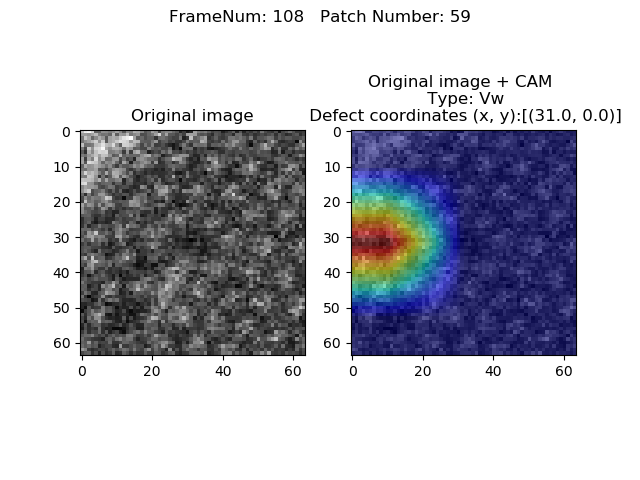 FrameNum: 108   Patch Number: 59
Original image
Original image + CAM
Type: Vw
Defect coordinates (x, y):[(31.0, 0.0)]
0
10
20
30
40
50
60
0 20 40 60
0
10
20
30
40
50
60
0 20 40 60